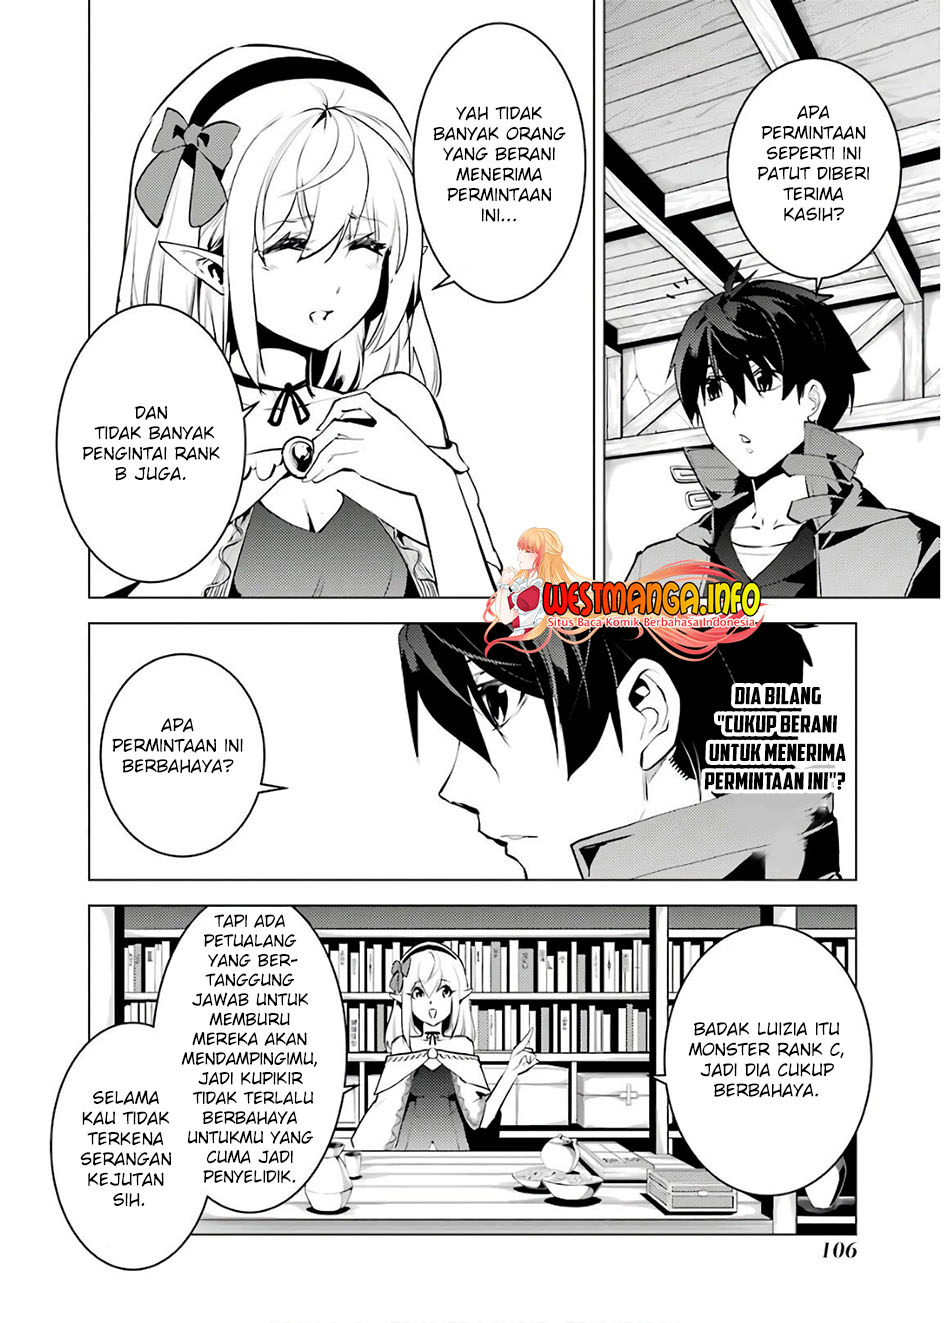 APA
PERMINTAAN
SEPERTI INI
PATUT DIBERI
TERIMA
KASIH?
YAH TIDAK
BANYAK ORANG
YANG BERANI
MENERIMA
PERMINTAAN
INI...
DAN
TIDAK BANYAK
PENGINTAI RANK
B JUGA.
WESTMANGA.INFO
Situs Baca Komik Berbahasa Indonesia
DIA BILANG
"CUKUP BERANI
UNTUK MENERIMA
PERMINTAAN INI"?
APA
PERMINTAAN INI
BERBAHAYA?
BADAK LUIZIA ITU
MONSTER RANK C,
JADI DIA CUKUP
BERBAHAYA.
TAPI ADA
PETUALANG
YANG BER-
TANGGUNG
JAWAB UNTUK
MEMBURU
MEREKA AKAN
MENDAMPINGIMU,
JADI KUPIKIR
TIDAK TERLALU
BERBAHAYA
UNTUKMU YANG
CUMA JADI
PENYELIDIK.
SELAMA
KAU TIDAK
TERKENA
SERANGAN
KEJUTAN
SIH.
106